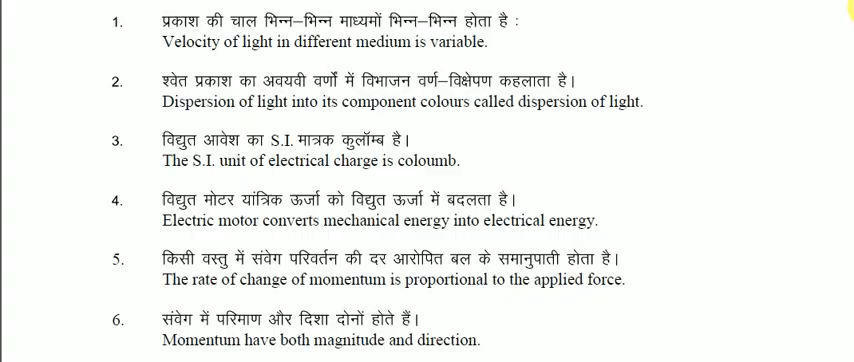 1. प्रकाश की चाल भिन्न–भिन्न माध्यमों भिन्न–भिन्न होता है :
Velocity of light in different medium is variable.
2. श्वेत प्रकाश का अवयवी वर्णों में विभाजन वर्ण–विक्षेपण कहलाता है।
Dispersion of light into its component colours called dispersion of light.
3. विद्युत आवेश का S.I. मात्रक कुलॉम्ब है।
The S.I. unit of electrical charge is coloumb.
4. विद्युत मोटर यांत्रिक ऊर्जा को विद्युत ऊर्जा में बदलता है।
Electric motor converts mechanical energy into electrical energy.
5. किसी वस्तु में संवेग परिवर्तन की दर आरोपित बल के समानुपाती होता है।
The rate of change of momentum is proportional to the applied force.
6. संवेग में परिमाण और दिशा दोनों होते हैं।
Momentum have both magnitude and direction.